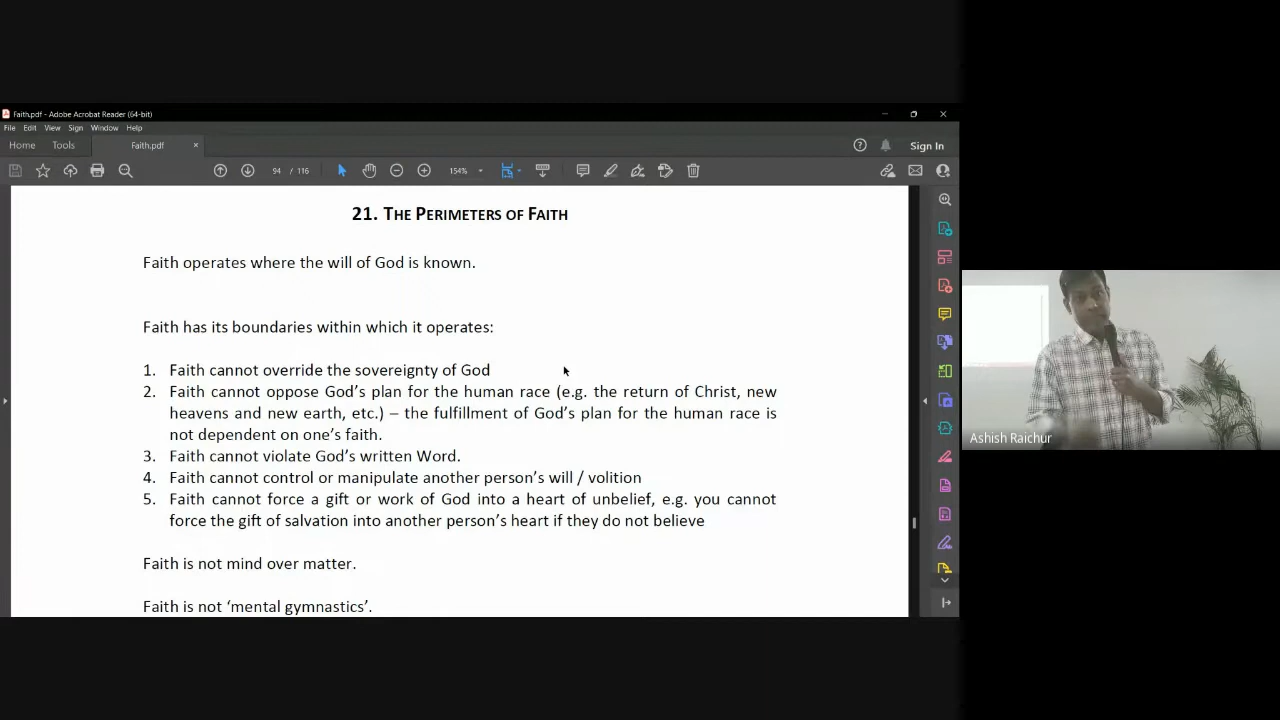 Faith.pdf - Adobe Acrobat Reader (64-bit)
File Edit View Sign Window Help
Home Tools Faith.pdf × Sign In
94 / 116 154%
21. THE PERIMETERS OF FAITH
Faith operates where the will of God is known.
Faith has its boundaries within which it operates:
1. Faith cannot override the sovereignty of God
2. Faith cannot oppose God’s plan for the human race (e.g. the return of Christ, new
heavens and new earth, etc.) – the fulfillment of God’s plan for the human race is
not dependent on one’s faith.
3. Faith cannot violate God’s written Word.
4. Faith cannot control or manipulate another person’s will / volition
5. Faith cannot force a gift or work of God into a heart of unbelief, e.g. you cannot
force the gift of salvation into another person’s heart if they do not believe
Faith is not mind over matter.
Faith is not ‘mental gymnastics’.
Ashish Raichur